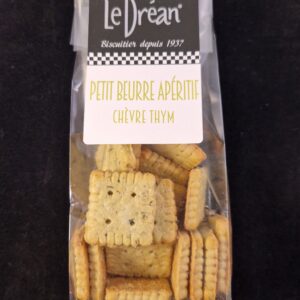 Le Dréan®
Biscuitier depuis 1937
PETIT BEURRE APÉRITIF
CHÈVRE THYM